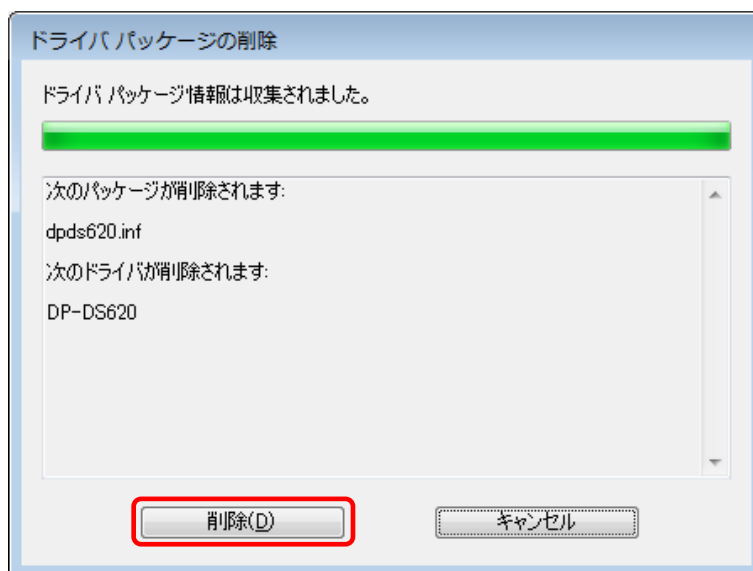 ドライバ パッケージの削除
ドライバ パッケージ情報は収集されました。
次のパッケージが削除されます:
dpds620.inf
次のドライバが削除されます:
DP-DS620
削除(D)
キャンセル